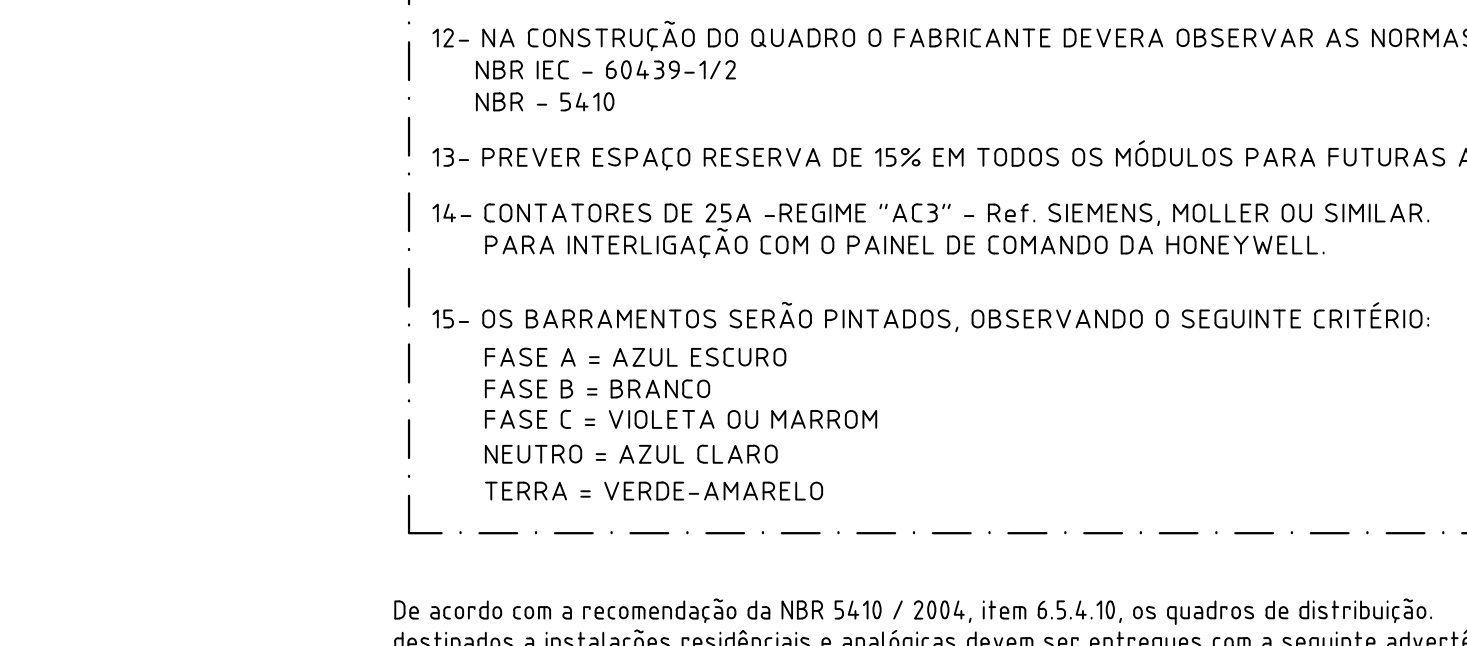 12- NA CONSTRUÇÃO DO QUADRO O FABRICANTE DEVERA OBSERVAR AS NORMAS
NBR IEC - 60439-1/2
NBR - 5410
13- PREVER ESPAÇO RESERVA DE 15% EM TODOS OS MÓDULOS PARA FUTURAS
14- CONTATORES DE 25A -REGIME "AC3" - Ref. SIEMENS, MOLLER OU SIMILAR.
PARA INTERLIGAÇÃO COM O PAINEL DE COMANDO DA HONEYWELL.
15- OS BARRAMENTOS SERÃO PINTADOS, OBSERVANDO O SEGUINTE CRITÉRIO:
FASE A = AZUL ESCURO
FASE B = BRANCO
FASE C = VIOLETA OU MARROM
NEUTRO = AZUL CLARO
TERRA = VERDE-AMARELO
De acordo com a recomendação da NBR 5410 / 2004, item 6.5.4.10, os quadros de distribuição.
destinados a instalações residênciais e analógicas devem ser entregues com a seguinte